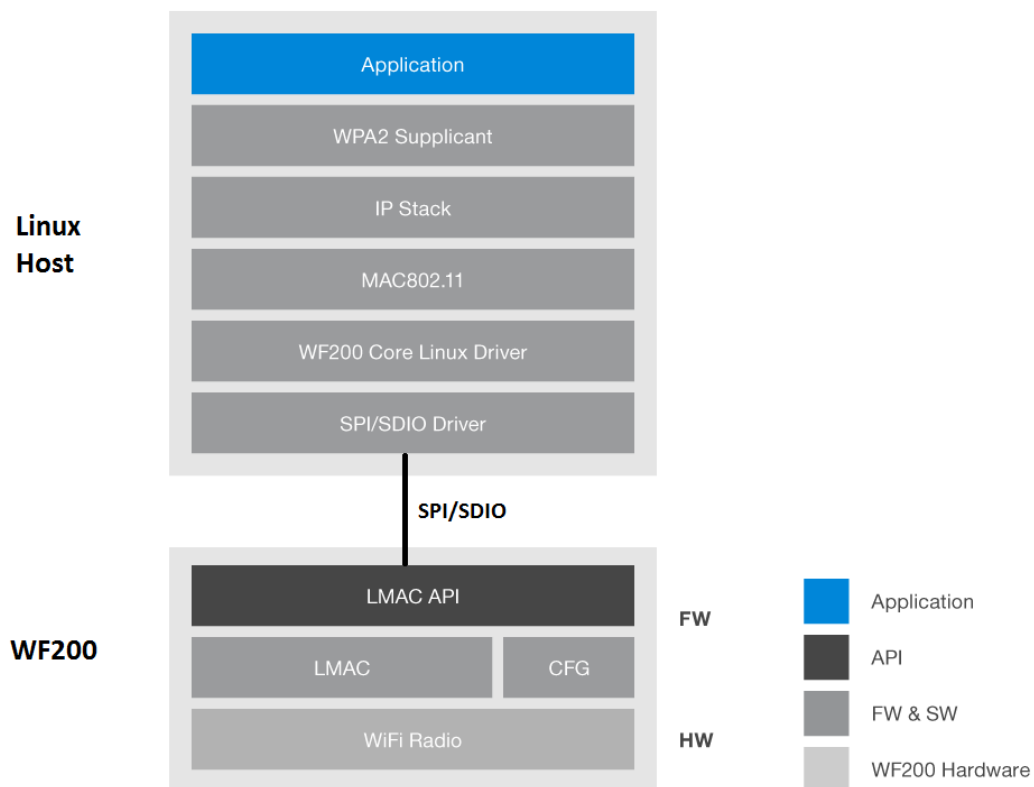 Application
WPA2 Supplicant
IP Stack
Linux
Host
MAC802.11
WF200 Core Linux Driver
SPI/SDIO Driver
SPI/SDIO
LMAC API
FW
WF200
LMAC
CFG
WiFi Radio
HW
Application
API
FW & SW
WF200 Hardware